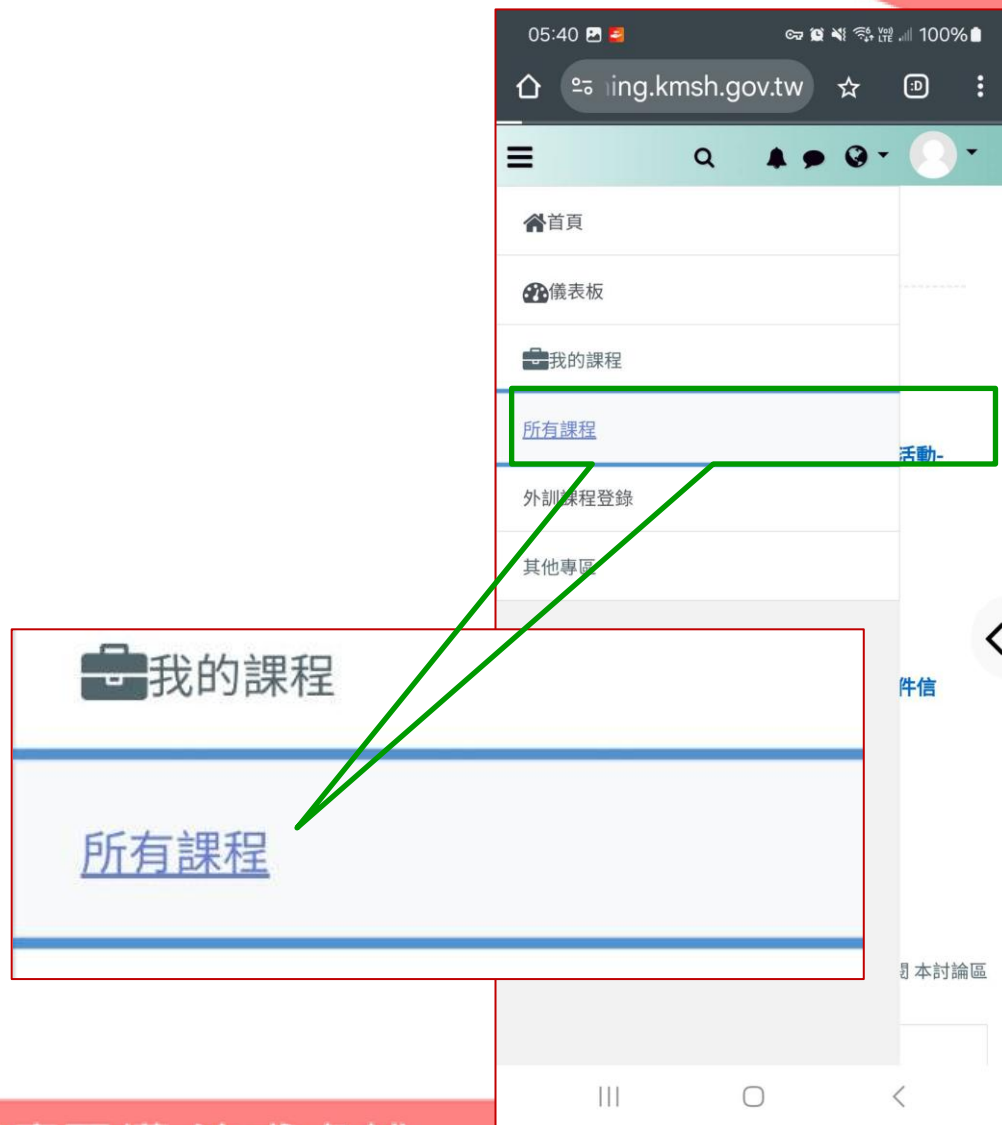 05:40
Vo)) LTE
100%
ing.kmsh.gov.tw
:D
首頁
儀表板
我的課程
所有課程
活動-
外訓課程登錄
其他專區
我的課程
件信
所有課程
本討論區